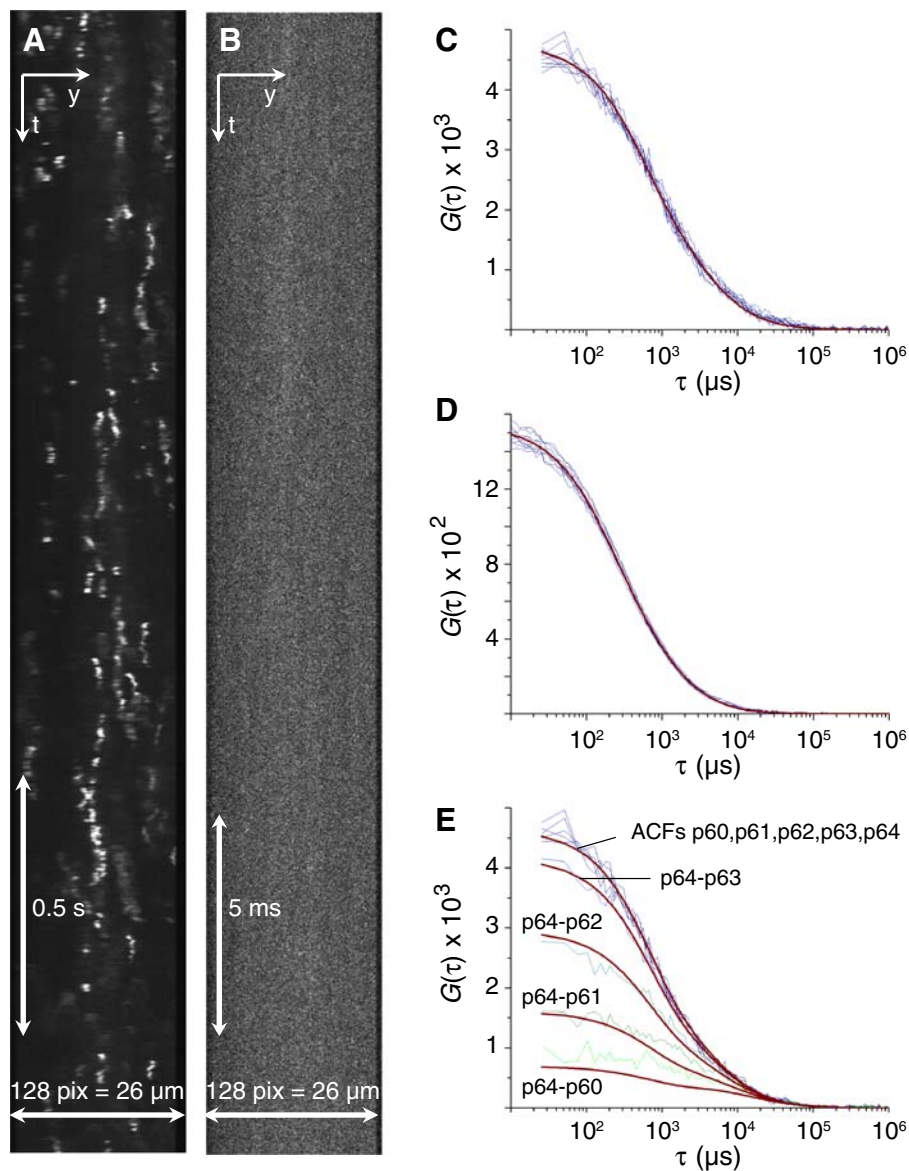 A
y
t
0.5 s
128 pix = 26 µm
B
y
t
5 ms
128 pix = 26 µm
C
G(τ) x 10³
4
3
2
1
10² 10³ 10⁴ 10⁵ 10⁶
τ (µs)
D
G(τ) x 10²
12
8
4
10² 10³ 10⁴ 10⁵ 10⁶
τ (µs)
E
G(τ) x 10³
4
3
2
1
ACFs p60,p61,p62,p63,p64
p64-p63
p64-p62
p64-p61
p64-p60
10² 10³ 10⁴ 10⁵ 10⁶
τ (µs)